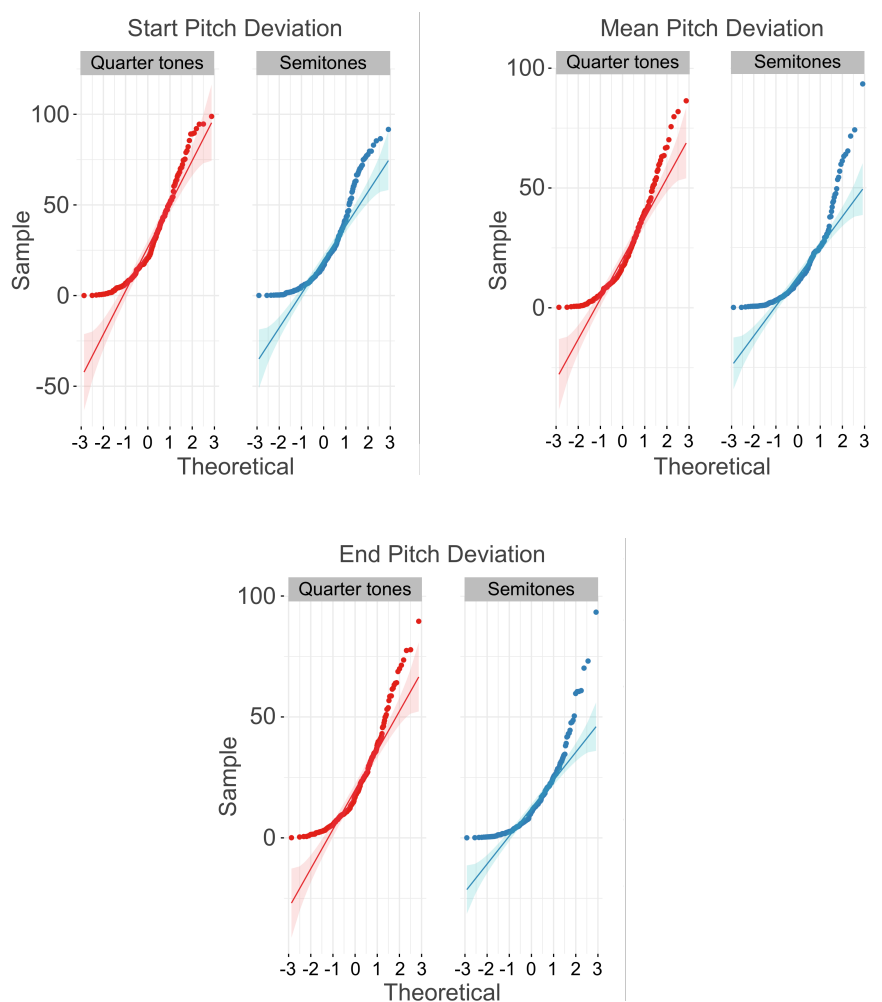 Start Pitch Deviation
Quarter tones Semitones
100
50
0
-50
Sample
-3 -2 -1 0 1 2 3 -3 -2 -1 0 1 2 3
Theoretical
Mean Pitch Deviation
Quarter tones Semitones
100
50
0
Sample
-3 -2 -1 0 1 2 3 -3 -2 -1 0 1 2 3
Theoretical
End Pitch Deviation
Quarter tones Semitones
100
50
0
Sample
-3 -2 -1 0 1 2 3 -3 -2 -1 0 1 2 3
Theoretical